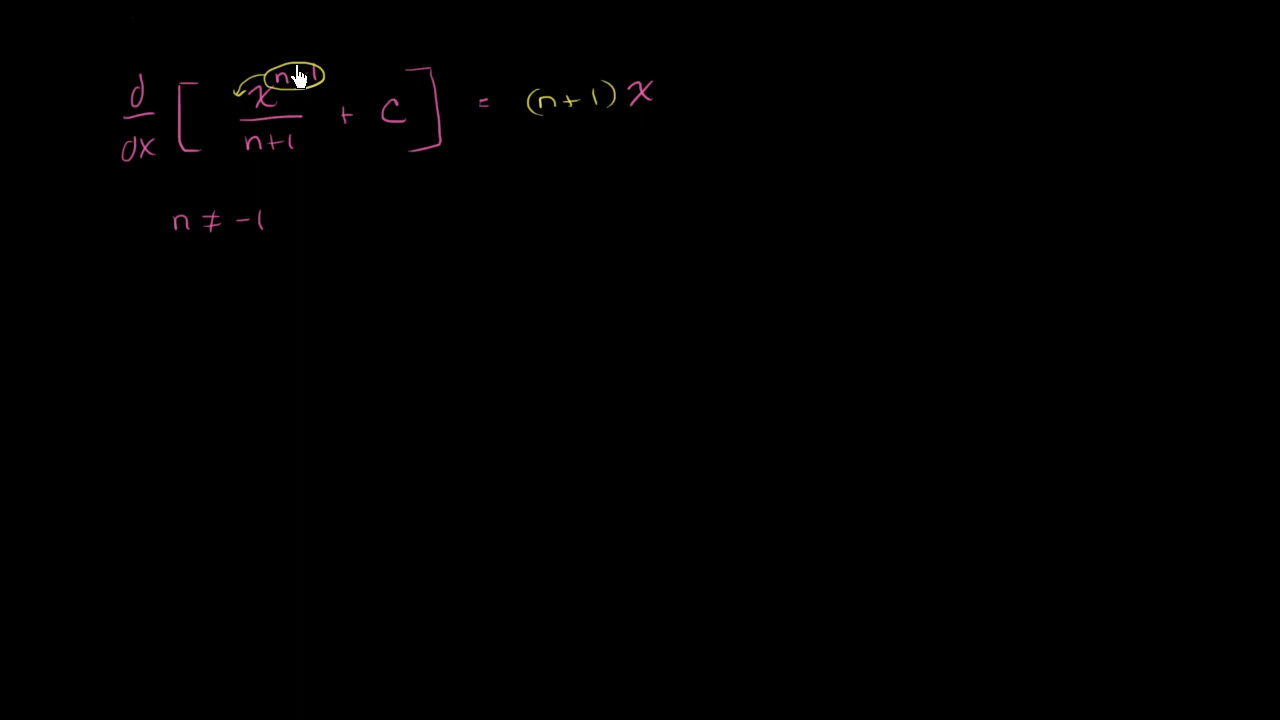 d/dx [ x^(n+1)/(n+1) + C ] = (n+1) x
n ≠ -1